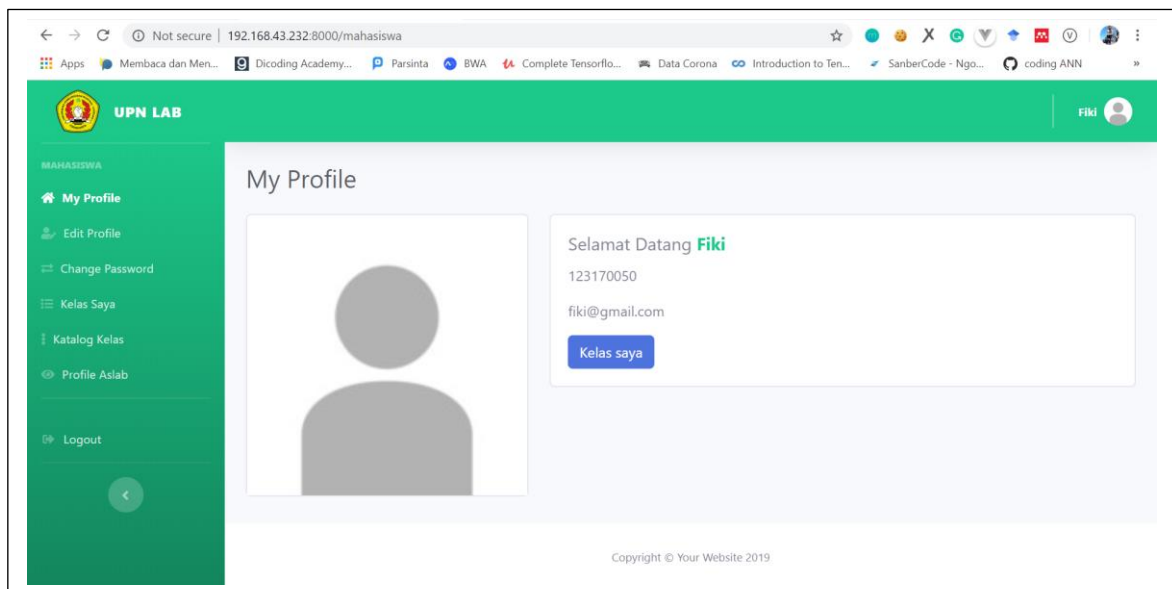 Not secure | 192.168.43.232:8000/mahasiswa
Apps Membaca dan Men... Dicoding Academy... Parsinta BWA Complete Tensorflo... Data Corona Introduction to Ten... SanberCode - Ngo... coding ANN »
UPN LAB
Fiki
MAHASISWA
My Profile
Edit Profile
Change Password
Kelas Saya
Katalog Kelas
Profile Aslab
Logout
My Profile
Selamat Datang Fiki
123170050
fiki@gmail.com
Kelas saya
Copyright © Your Website 2019